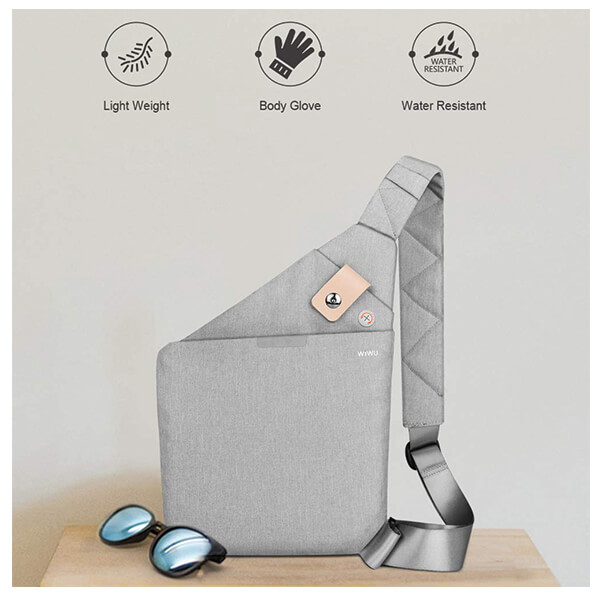 WATER
RESISTANT
Light Weight
Body Glove
Water Resistant
WiWU